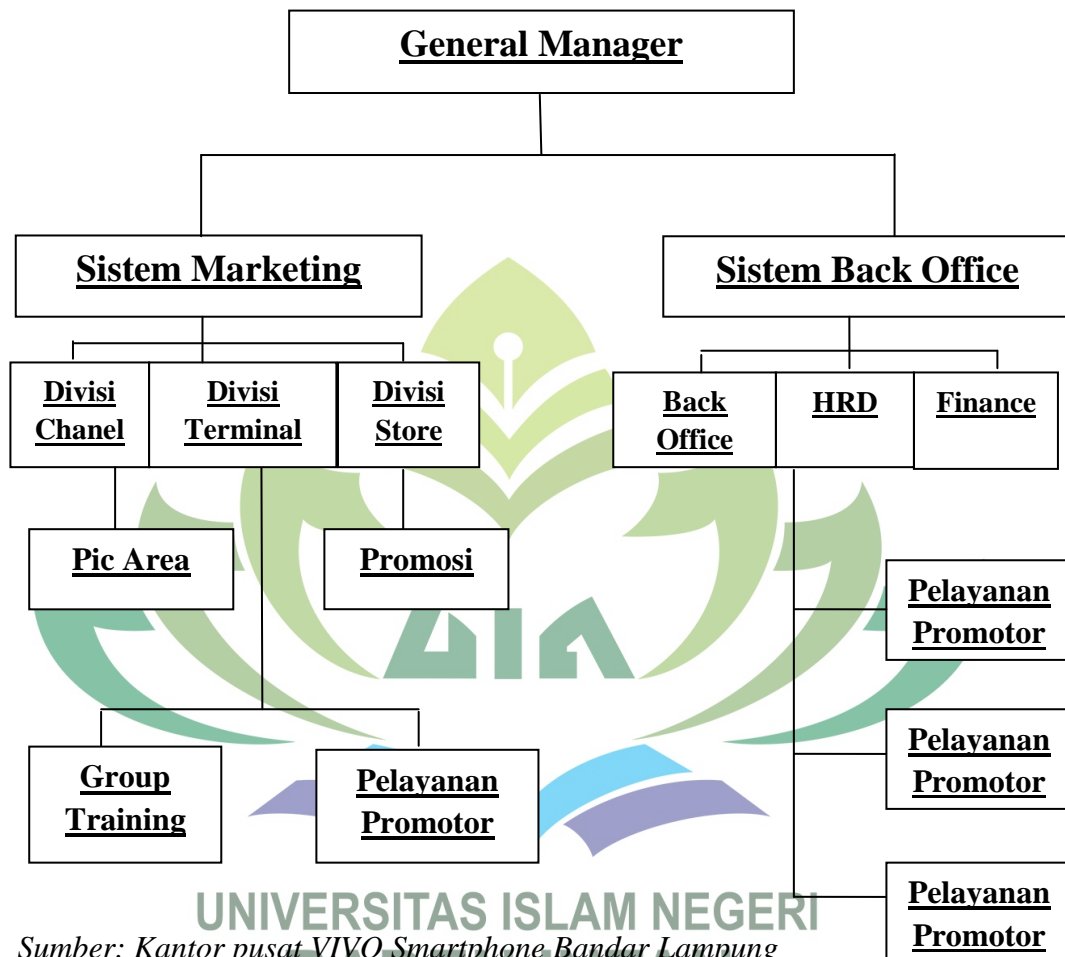 General Manager
Sistem Marketing
Sistem Back Office
Divisi
Chanel
Divisi
Terminal
Divisi
Store
Back
Office
HRD
Finance
Pic Area
Promosi
Pelayanan
Promotor
Pelayanan
Promotor
Group
Training
Pelayanan
Promotor
Pelayanan
Promotor
UNIVERSITAS ISLAM NEGERI
Sumber: Kantor pusat VIVO Smartphone Bandar Lampung